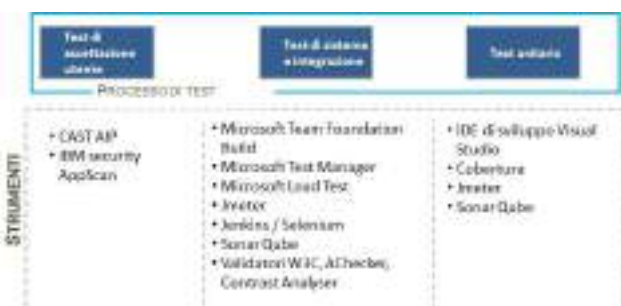 Test di
accettazione
utente
Test di sistema
e integrazione
Test unitario
PROCESSO DI TEST
STRUMENTI
• CAST AIP
• IBM security
AppScan
• Microsoft Team Foundation
Build
• Microsoft Test Manager
• Microsoft Load Test
• Jmeter
• Jenkins / Selenium
• Sonar Qube
• Validatori W3C, AChecker,
Contrast Analyser
• IDE di sviluppo Visual
Studio
• Cobertura
• Jmeter
• Sonar Qube